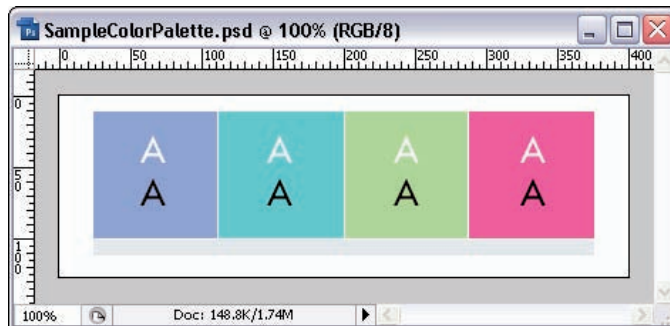 Ps SampleColorPalette.psd @ 100% (RGB/8)
0 50 100 150 200 250 300 350 400
0
50
100
A A A A
A A A A
100% Doc: 148.8K/1.74M